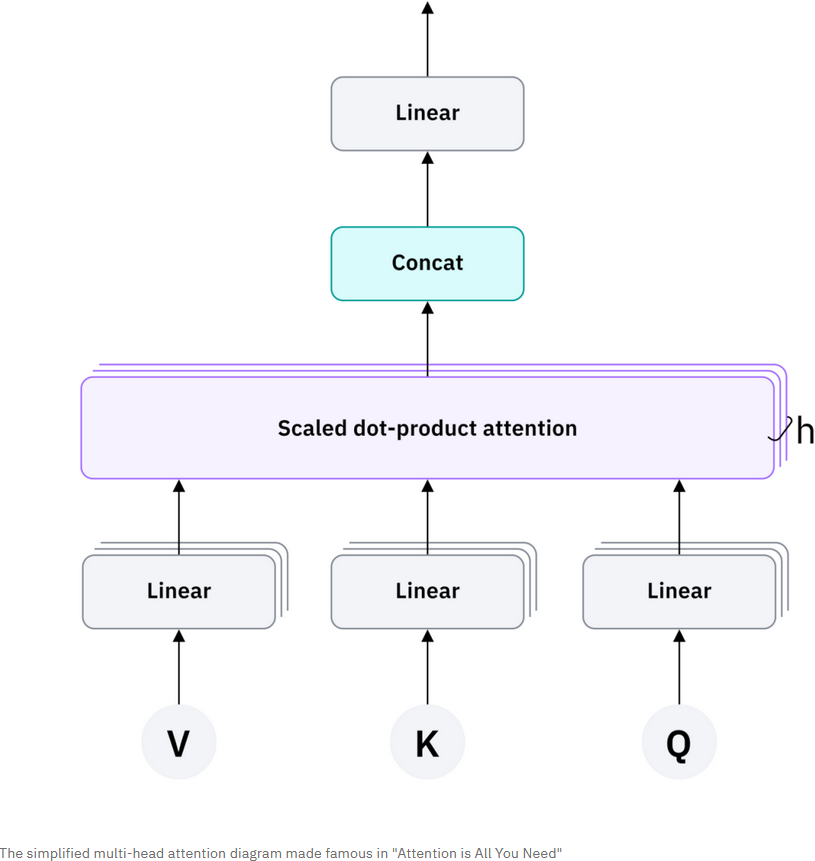 Linear
Concat
Scaled dot-product attention
h
Linear
Linear
Linear
V
K
Q
The simplified multi-head attention diagram made famous in "Attention is All You Need"